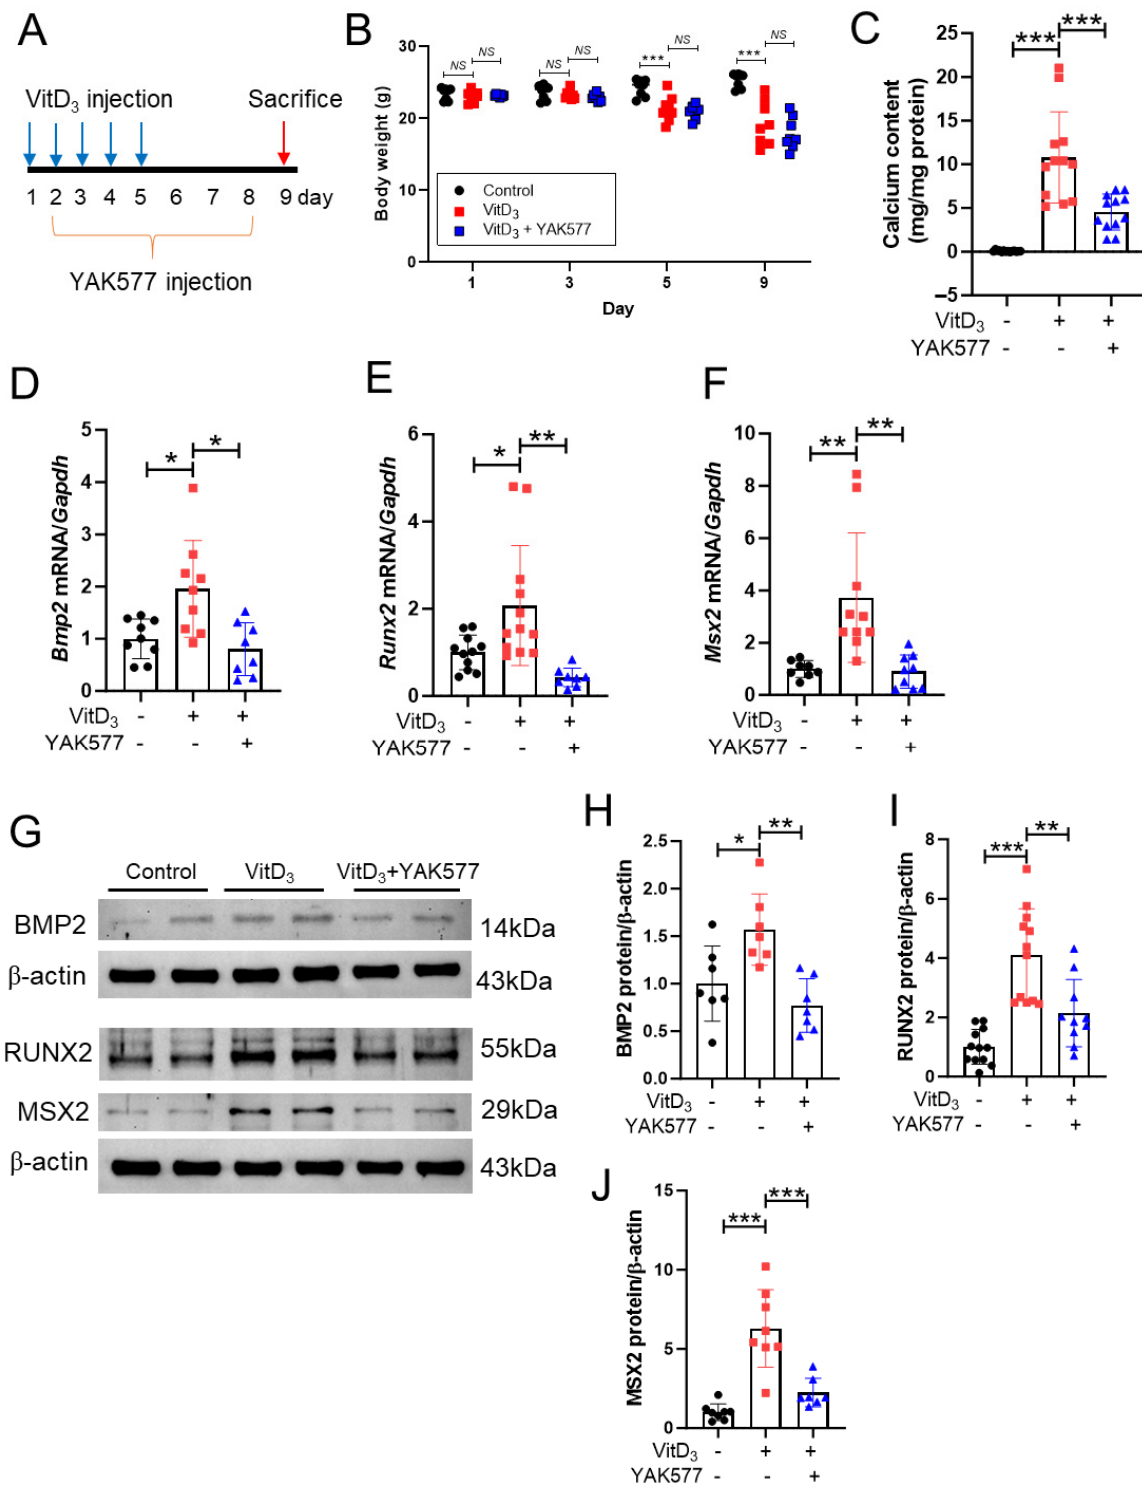 A
VitD3 injection
Sacrifice
1 2 3 4 5 6 7 8 9 day
YAK577 injection
B
Body weight (g)
30
20
10
0
NS NS NS NS *** NS *** NS
Control
VitD3
VitD3 + YAK577
1 3 5 9
Day
C
Calcium content
(mg/mg protein)
25
20
15
10
5
0
–5
*** ***
VitD3 - + +
YAK577 - - +
D
Bmp2 mRNA/Gapdh
5
4
3
2
1
0
* *
VitD3 - + +
YAK577 - - +
E
Runx2 mRNA/Gapdh
6
4
2
0
* **
VitD3 - + +
YAK577 - - +
F
Msx2 mRNA/Gapdh
10
8
6
4
2
0
** **
VitD3 - + +
YAK577 - - +
G
Control VitD3 VitD3+YAK577
BMP2 14kDa
β-actin 43kDa
RUNX2 55kDa
MSX2 29kDa
β-actin 43kDa
H
BMP2 protein/β-actin
2.5
2.0
1.5
1.0
0.5
0.0
* **
VitD3 - + +
YAK577 - - +
I
RUNX2 protein/β-actin
8
6
4
2
0
*** **
VitD3 - + +
YAK577 - - +
J
MSX2 protein/β-actin
15
10
5
0
*** ***
VitD3 - + +
YAK577 - - +